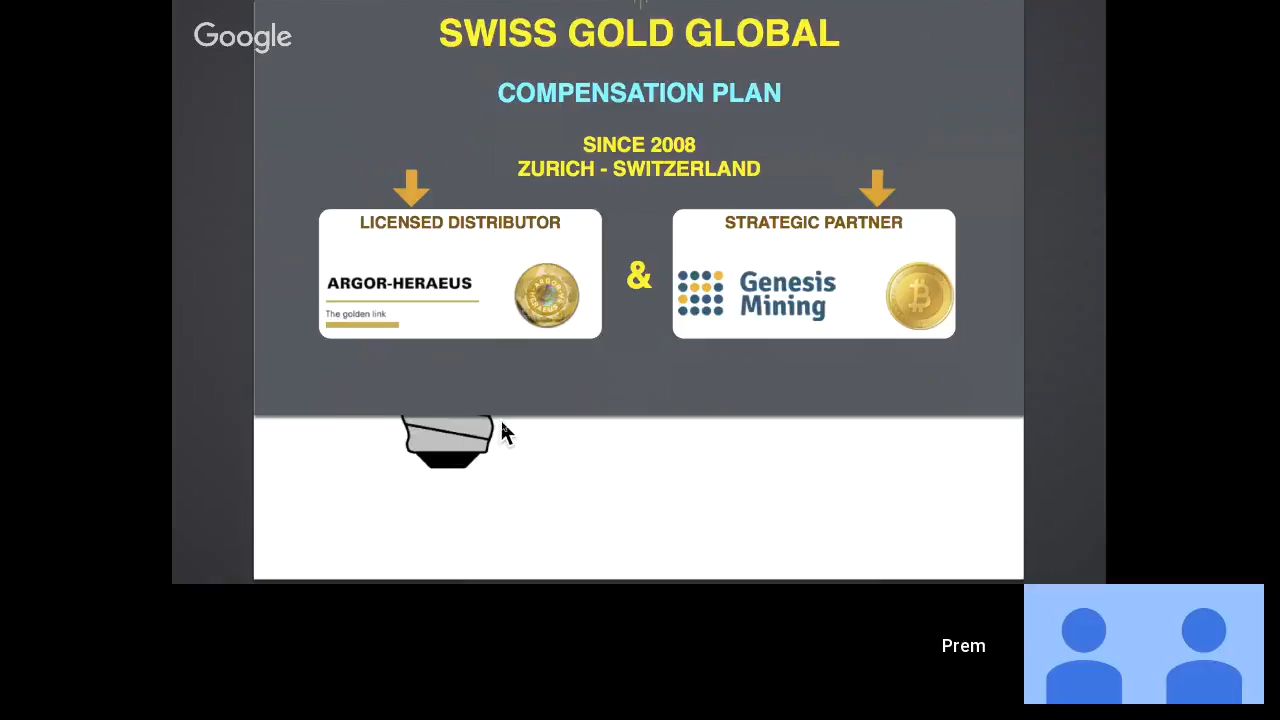 Google
SWISS GOLD GLOBAL
COMPENSATION PLAN
SINCE 2008
ZURICH - SWITZERLAND
LICENSED DISTRIBUTOR
ARGOR-HERAEUS
The golden link
&
STRATEGIC PARTNER
Genesis
Mining
Prem